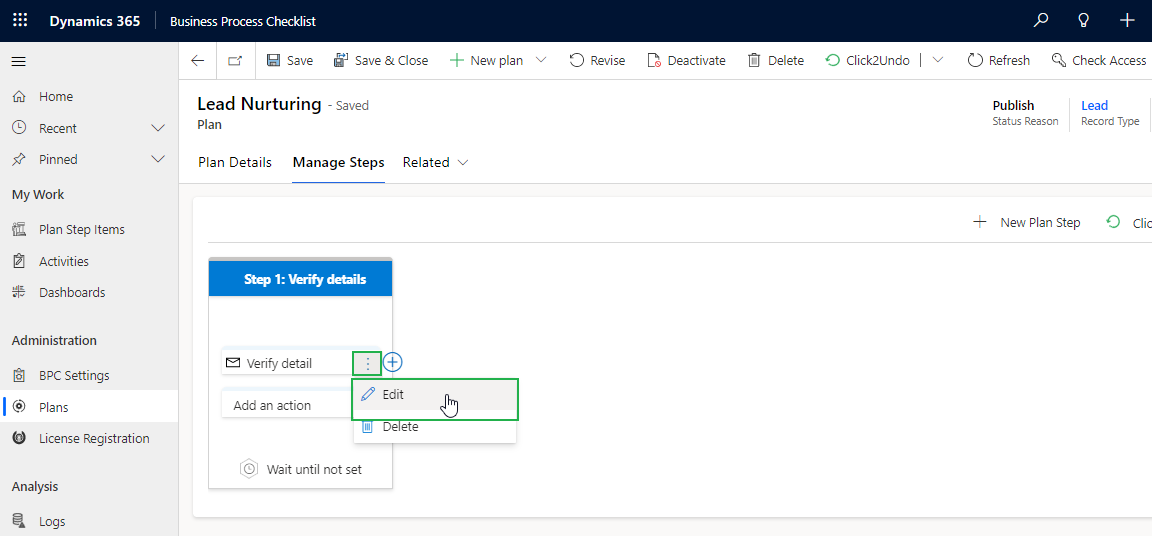 Dynamics 365 Business Process Checklist
Save Save & Close New plan Revise Deactivate Delete Click2Undo Refresh Check Access
Home
Recent
Pinned
My Work
Plan Step Items
Activities
Dashboards
Administration
BPC Settings
Plans
License Registration
Analysis
Logs
Lead Nurturing - Saved
Plan
Publish
Status Reason
Lead
Record Type
Plan Details Manage Steps Related
New Plan Step Clic
Step 1: Verify details
Verify detail
Edit
Add an action
Delete
Wait until not set